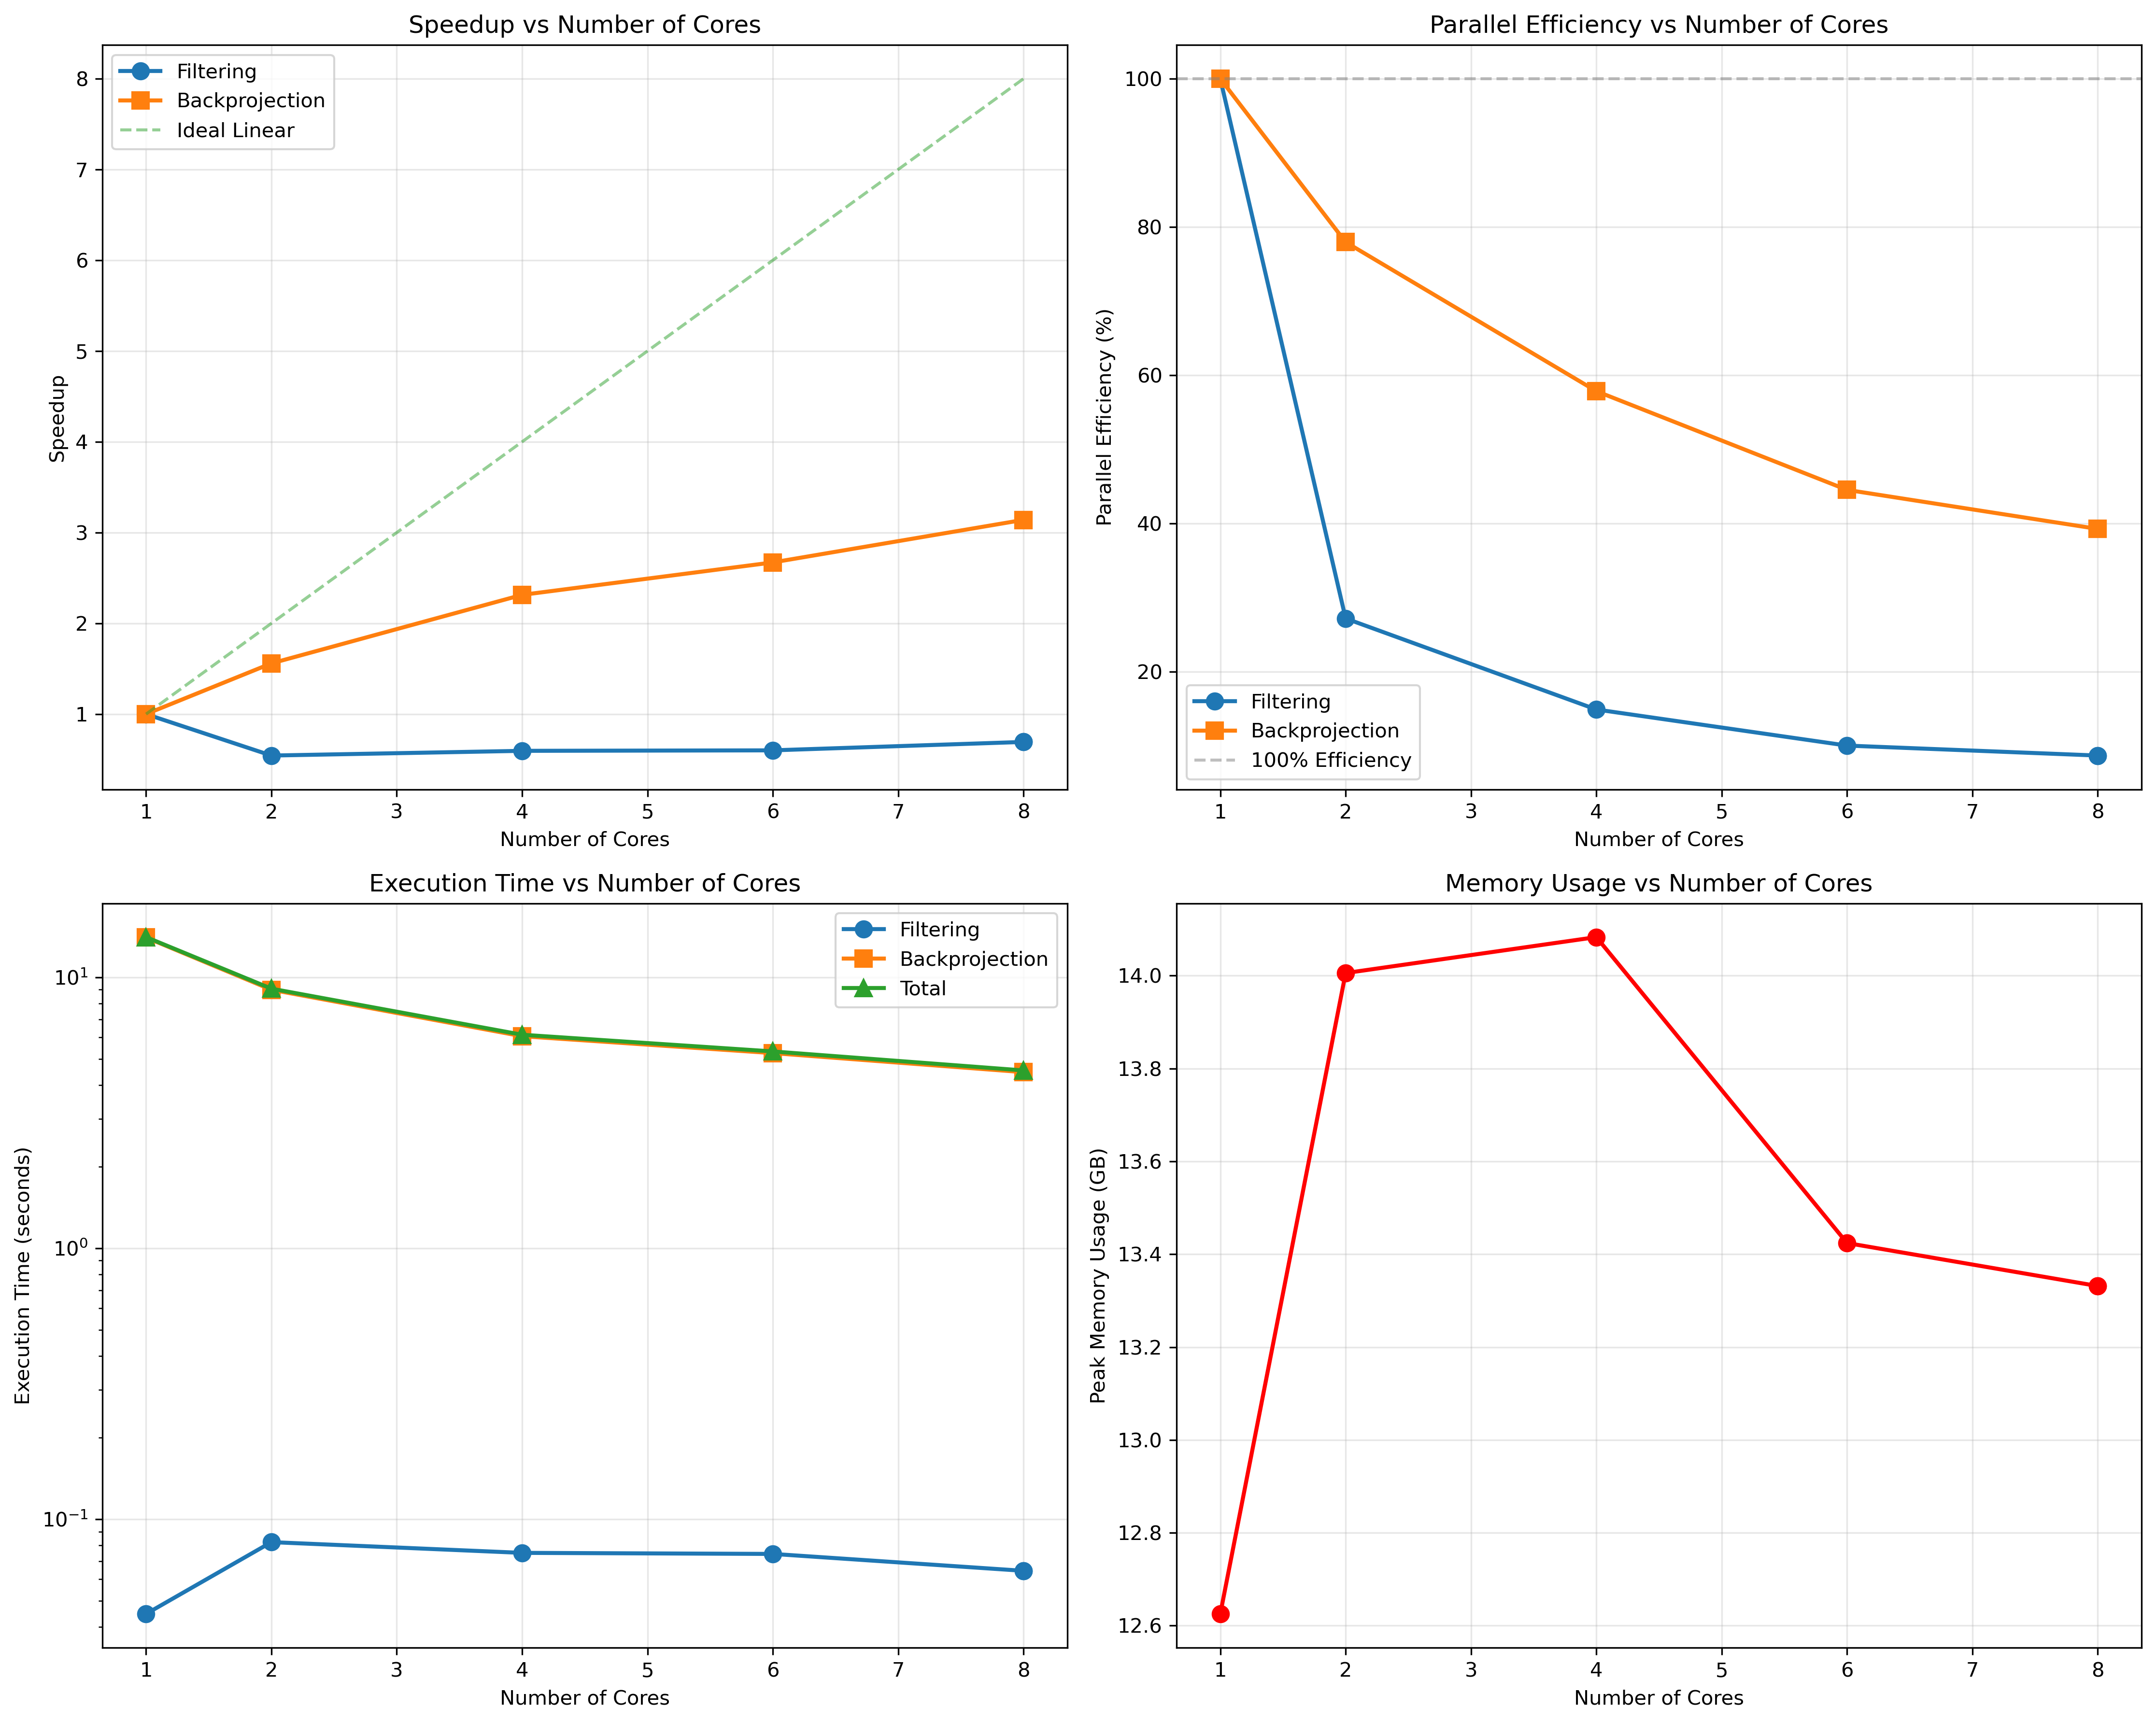 Speedup vs Number of Cores
Filtering
Backprojection
Ideal Linear
8
7
6
5
4
3
2
1
Speedup
1 2 3 4 5 6 7 8
Number of Cores
Parallel Efficiency vs Number of Cores
100
80
60
40
20
Parallel Efficiency (%)
Filtering
Backprojection
100% Efficiency
1 2 3 4 5 6 7 8
Number of Cores
Execution Time vs Number of Cores
Filtering
Backprojection
Total
10¹
10⁰
10⁻¹
Execution Time (seconds)
1 2 3 4 5 6 7 8
Number of Cores
Memory Usage vs Number of Cores
14.0
13.8
13.6
13.4
13.2
13.0
12.8
12.6
Peak Memory Usage (GB)
1 2 3 4 5 6 7 8
Number of Cores